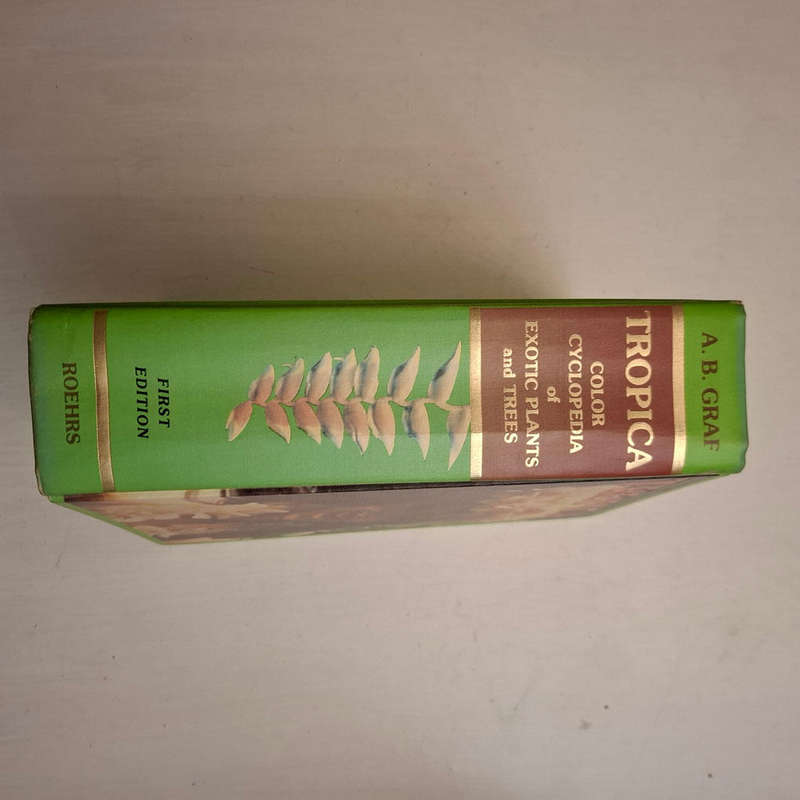 A. B. GRAF
TROPICA
COLOR
CYCLOPEDIA
of
EXOTIC PLANTS
and TREES
FIRST
EDITION
ROEHRS